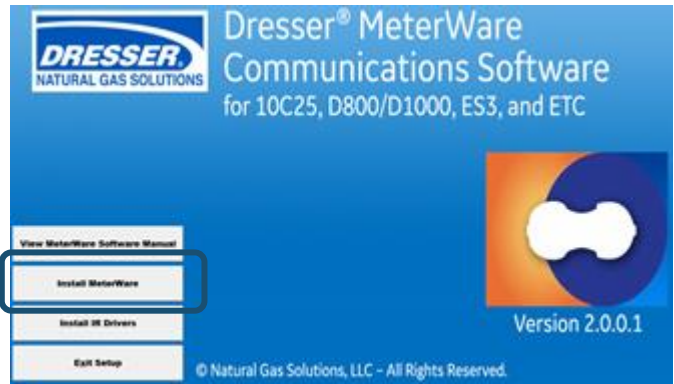 DRESSER
NATURAL GAS SOLUTIONS
Dresser® MeterWare
Communications Software
for 10C25, D800/D1000, ES3, and ETC
View MeterWare Software Manual
Install MeterWare
Install IR Drivers
Exit Setup
Version 2.0.0.1
© Natural Gas Solutions, LLC – All Rights Reserved.